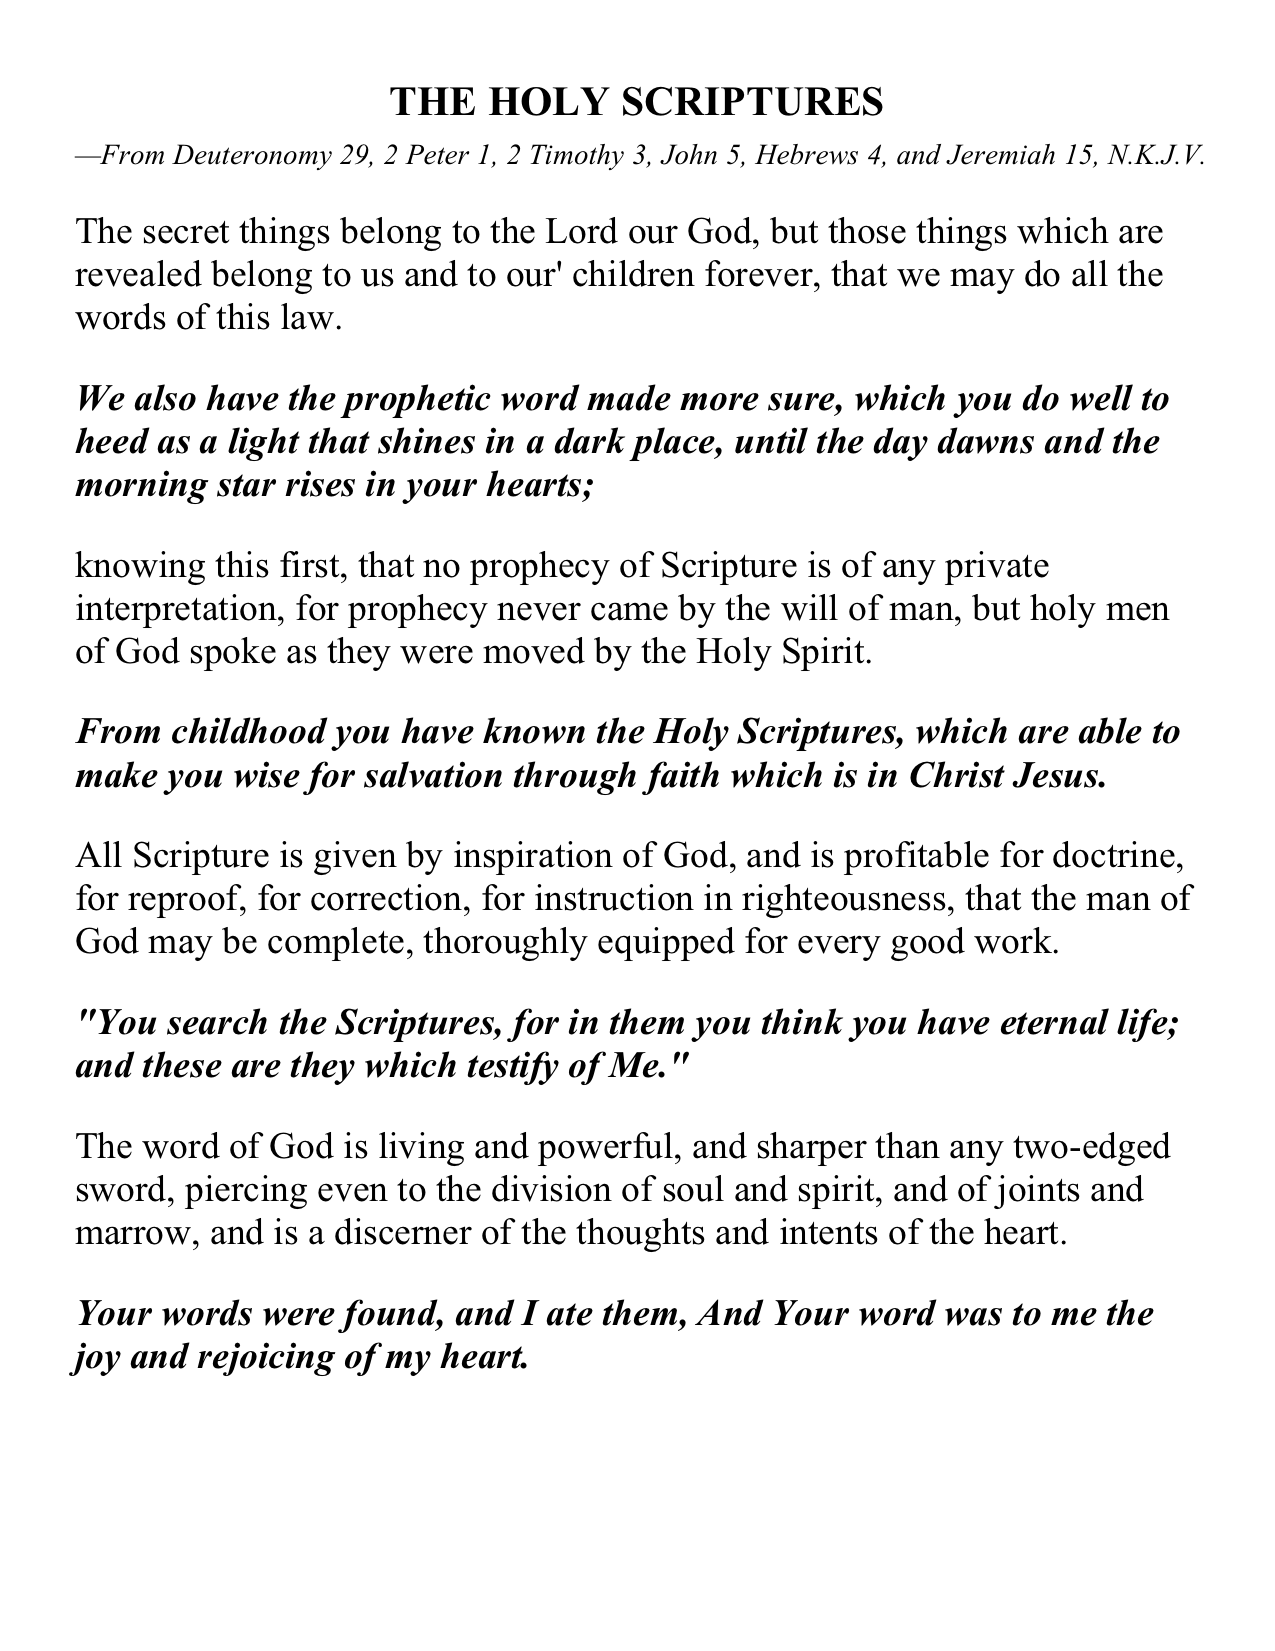 THE HOLY SCRIPTURES
—From Deuteronomy 29, 2 Peter 1, 2 Timothy 3, John 5, Hebrews 4, and Jeremiah 15, N.K.J.V.
The secret things belong to the Lord our God, but those things which are
revealed belong to us and to our' children forever, that we may do all the
words of this law.
We also have the prophetic word made more sure, which you do well to
heed as a light that shines in a dark place, until the day dawns and the
morning star rises in your hearts;
knowing this first, that no prophecy of Scripture is of any private
interpretation, for prophecy never came by the will of man, but holy men
of God spoke as they were moved by the Holy Spirit.
From childhood you have known the Holy Scriptures, which are able to
make you wise for salvation through faith which is in Christ Jesus.
All Scripture is given by inspiration of God, and is profitable for doctrine,
for reproof, for correction, for instruction in righteousness, that the man of
God may be complete, thoroughly equipped for every good work.
"You search the Scriptures, for in them you think you have eternal life;
and these are they which testify of Me."
The word of God is living and powerful, and sharper than any two-edged
sword, piercing even to the division of soul and spirit, and of joints and
marrow, and is a discerner of the thoughts and intents of the heart.
Your words were found, and I ate them, And Your word was to me the
joy and rejoicing of my heart.